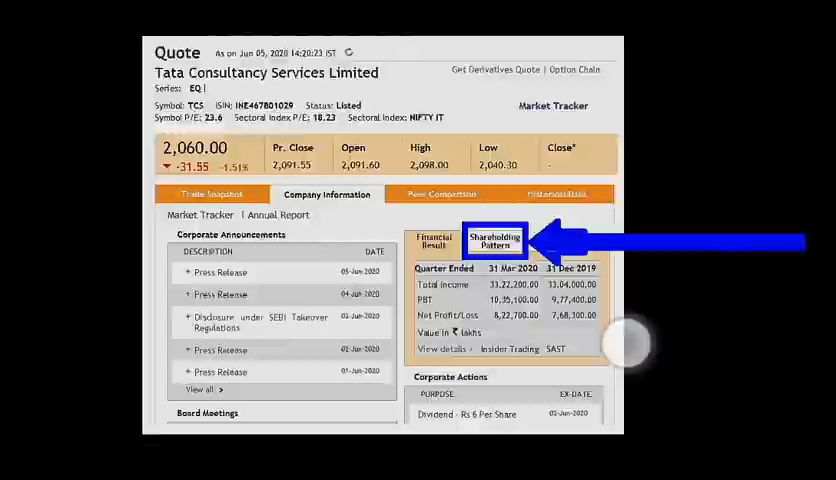 Quote As on Jun 05, 2020 14:20:23 IST
Tata Consultancy Services Limited
Get Derivatives Quote | Option Chain
Series: EQ |
Symbol: TCS ISIN: INE467B01029 Status: Listed
Market Tracker
Symbol P/E: 23.6 Sectoral Index P/E: 18.23 Sectoral Index: NIFTY IT
2,060.00 Pr. Close Open High Low Close*
-31.55 -1.51% 2,091.55 2,091.60 2,098.00 2,040.30 -
Trade Snapshot Company Information Peer Comparison Historical Data
Market Tracker | Annual Report
Corporate Announcements
DESCRIPTION DATE
+ Press Release 05-Jun-2020
+ Press Release 04-Jun-2020
+ Disclosure under SEBI Takeover 03-Jun-2020
Regulations
+ Press Release 02-Jun-2020
+ Press Release 01-Jun-2020
View all >
Board Meetings
Financial
Result
Shareholding
Pattern
Quarter Ended 31 Mar 2020 31 Dec 2019
Total Income 33,22,200.00 33,04,000.00
PBT 10,35,100.00 9,77,400.00
Net Profit/Loss 8,22,700.00 7,68,300.00
Value in ₹ lakhs
View details > Insider Trading SAST
Corporate Actions
PURPOSE EX-DATE
Dividend - Rs 6 Per Share 03-Jun-2020